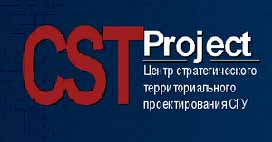 CST Project
Центр стратегического
территориального
проектирования СГУ